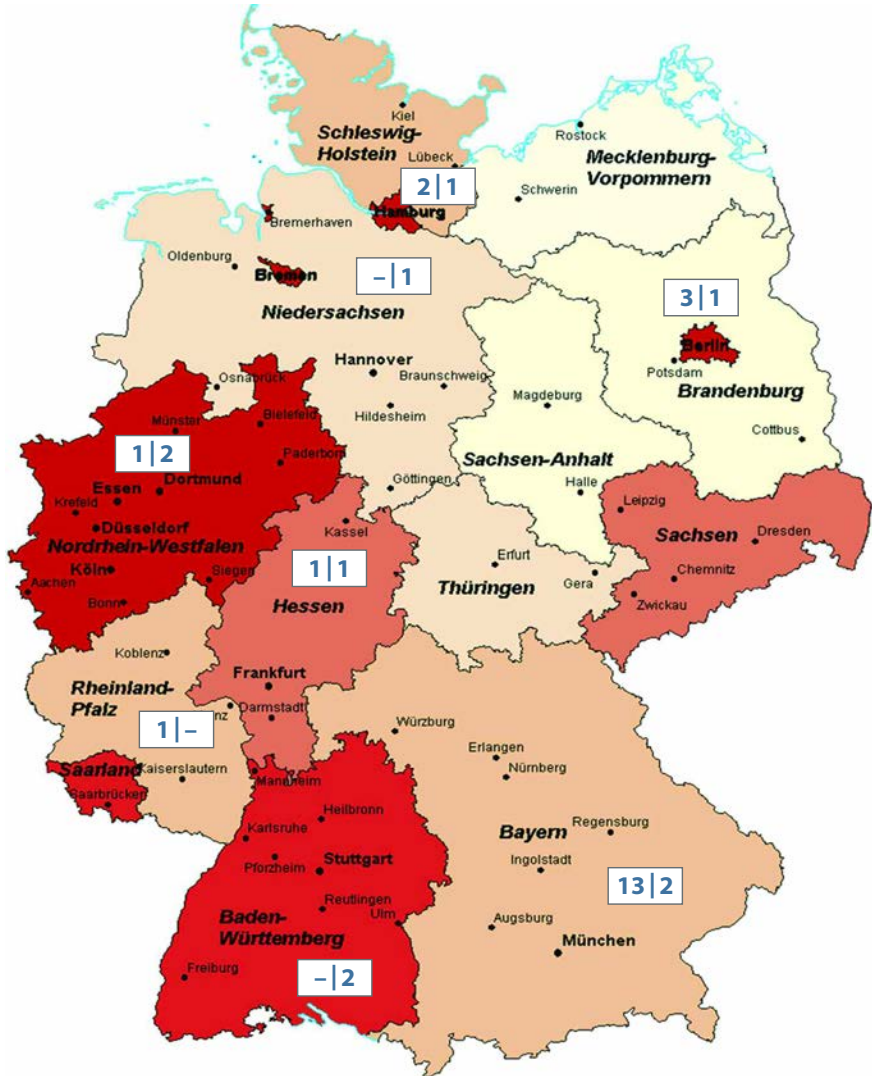 Kiel
Schleswig-
Holstein
Lübeck
Rostock
Mecklenburg-
Vorpommern
Schwerin
2|1
Hamburg
Bremerhaven
Oldenburg
Bremen
–|1
Niedersachsen
3|1
Berlin
Potsdam
Brandenburg
Hannover
Braunschweig
Osnabrück
Hildesheim
Magdeburg
Cottbus
Münster
Bielefeld
1|2
Paderborn
Sachsen-Anhalt
Dortmund
Essen
Göttingen
Halle
Krefeld
Düsseldorf
Leipzig
Kassel
Sachsen
Dresden
Nordrhein-Westfalen
Köln
Siegen
1|1
Erfurt
Gera
Chemnitz
Thüringen
Aachen
Bonn
Hessen
Zwickau
Koblenz
Rheinland-
Pfalz
Frankfurt
nz
Darmstadt
1|–
Würzburg
Saarland
Kaiserslautern
Mannheim
Erlangen
Nürnberg
Saarbrücken
Heilbronn
Karlsruhe
Bayern
Regensburg
Pforzheim
Stuttgart
Ingolstadt
13|2
Reutlingen
Ulm
Baden-
Württemberg
Augsburg
München
Freiburg
–|2